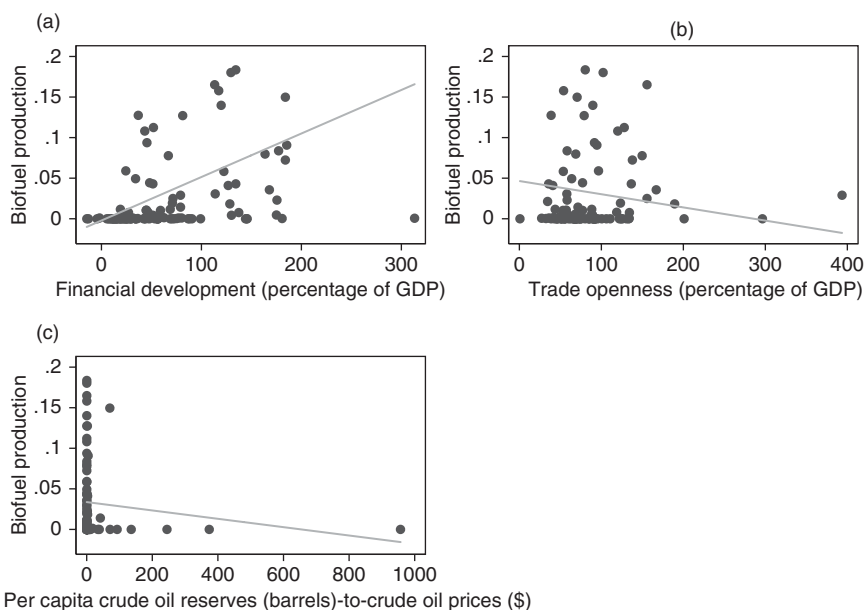 (a)
Biofuel production
.2
.15
.1
.05
0
0 100 200 300
Financial development (percentage of GDP)
(b)
Biofuel production
.2
.15
.1
.05
0
0 100 200 300 400
Trade openness (percentage of GDP)
(c)
Biofuel production
.2
.15
.1
.05
0
0 200 400 600 800 1000
Per capita crude oil reserves (barrels)-to-crude oil prices ($)